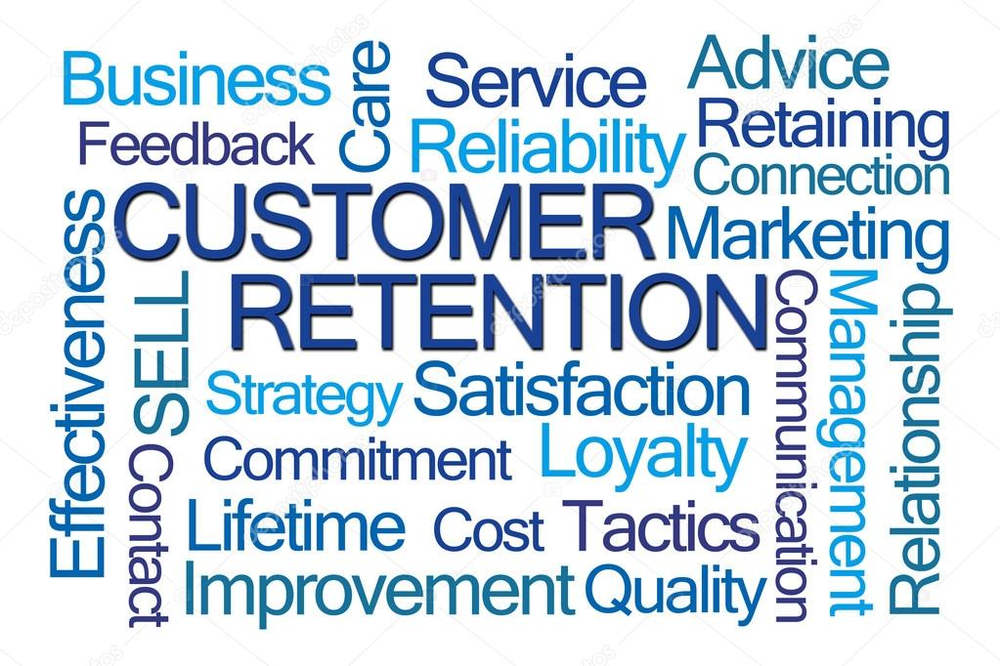 Business
Care
Service
Advice
Feedback
Reliability
Retaining
Connection
CUSTOMER
Marketing
RETENTION
Effectiveness
SELL
Strategy
Satisfaction
Communication
Management
Relationship
Commitment
Loyalty
Contact
Lifetime
Cost
Tactics
Improvement
Quality
depositphotos